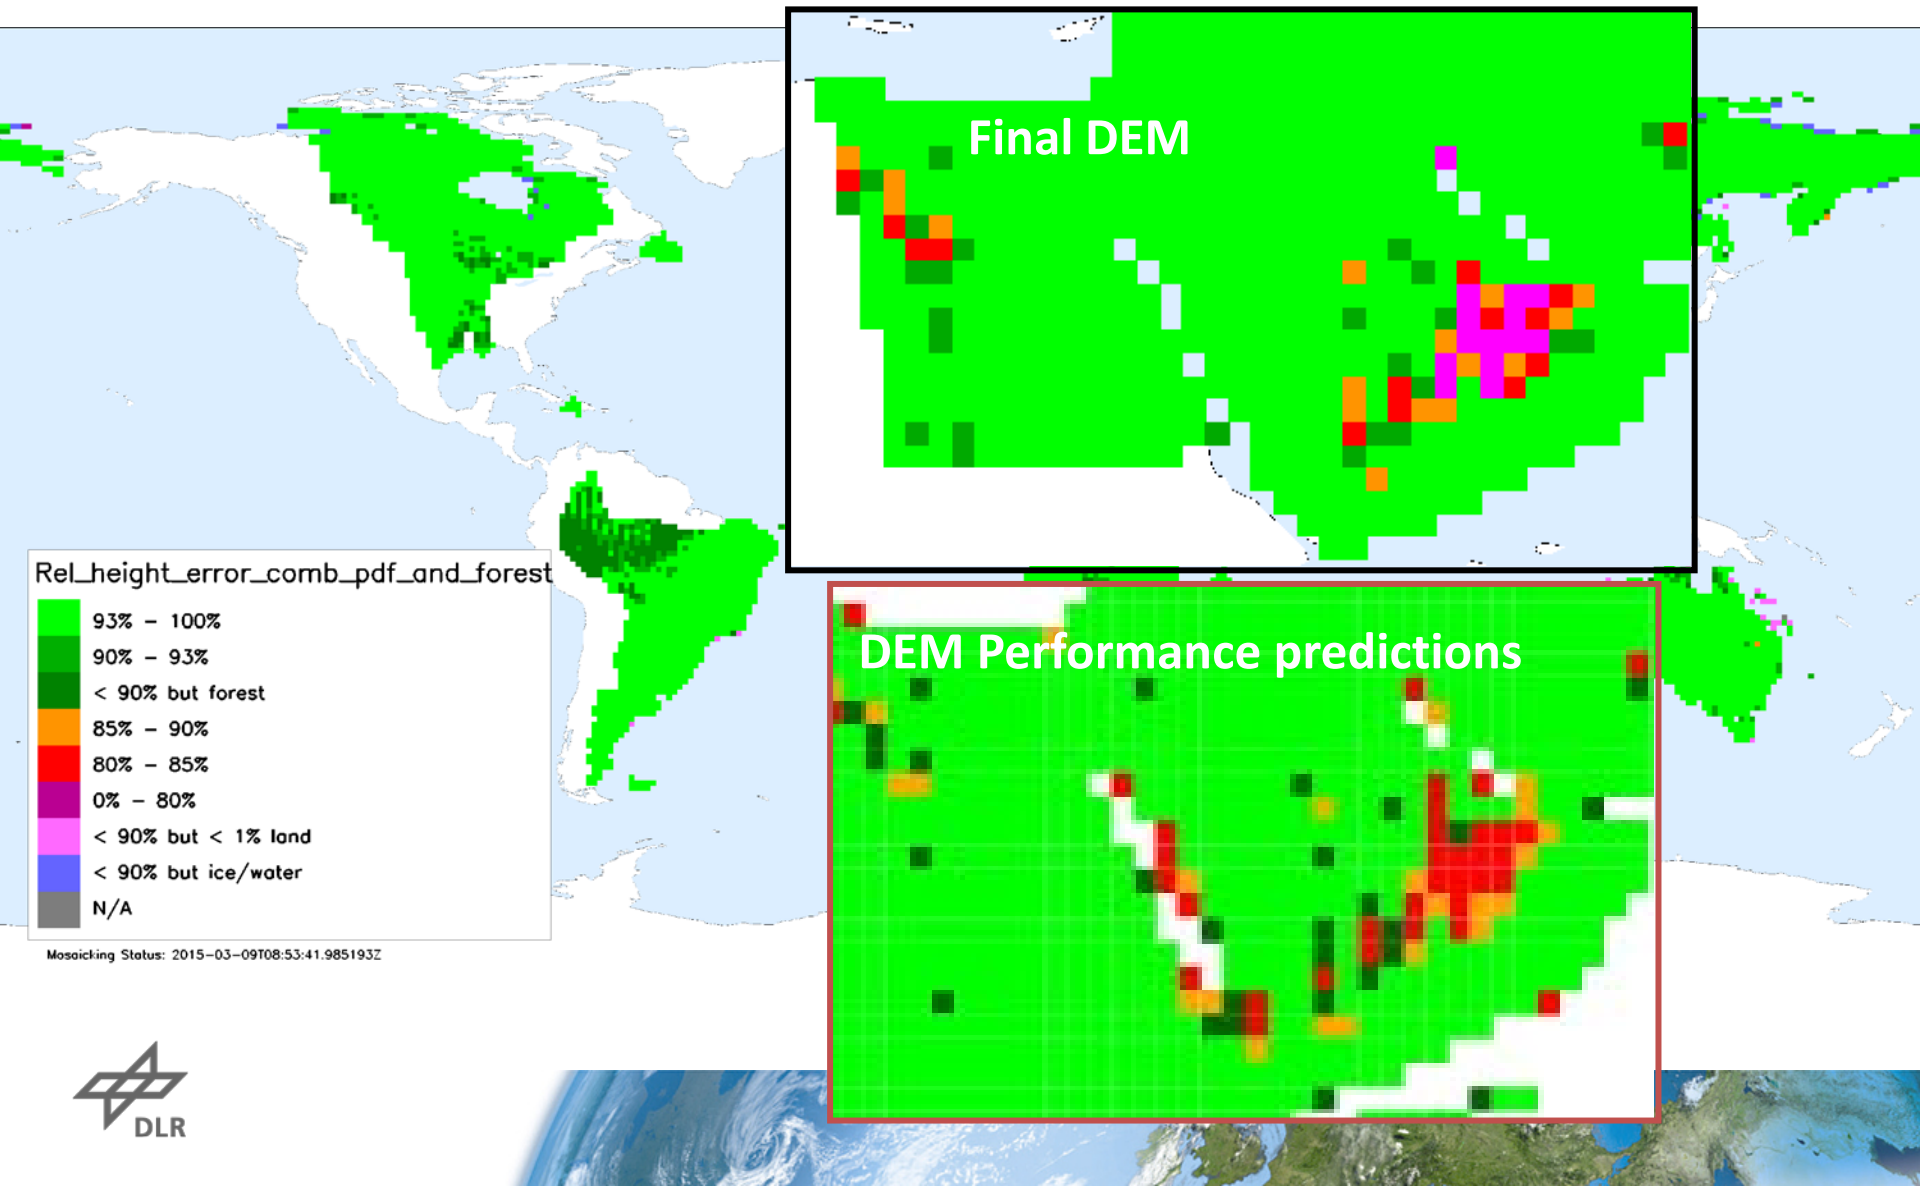 Final DEM
Rel_height_error_comb_pdf_and_forest
93% - 100%
90% - 93%
< 90% but forest
85% - 90%
80% - 85%
0% - 80%
< 90% but < 1% land
< 90% but ice/water
N/A
Mosaicking Status: 2015-03-09T08:53:41.985193Z
DEM Performance predictions
DLR